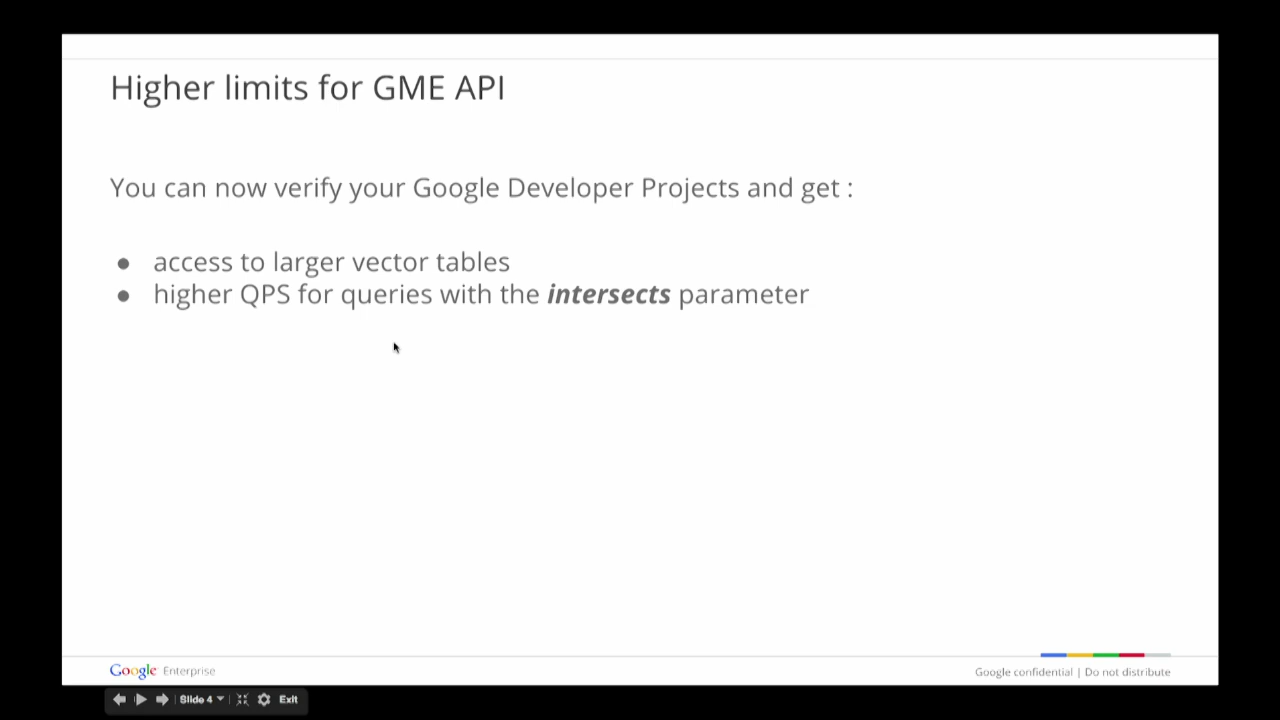 Higher limits for GME API
You can now verify your Google Developer Projects and get :
● access to larger vector tables
● higher QPS for queries with the intersects parameter
Google Enterprise
Google confidential | Do not distribute
Slide 4
Exit